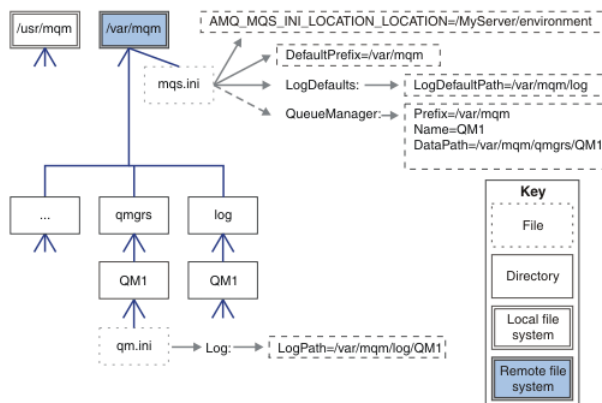 /usr/mqm
/var/mqm
AMQ_MQS_INI_LOCATION_LOCATION=/MyServer/environment
DefaultPrefix=/var/mqm
mqs.ini
LogDefaults:
LogDefaultPath=/var/mqm/log
QueueManager:
Prefix=/var/mqm
Name=QM1
DataPath=/var/mqm/qmgrs/QM1
...
qmgrs
log
QM1
QM1
qm.ini
Log:
LogPath=/var/mqm/log/QM1
Key
File
Directory
Local file
system
Remote file
system